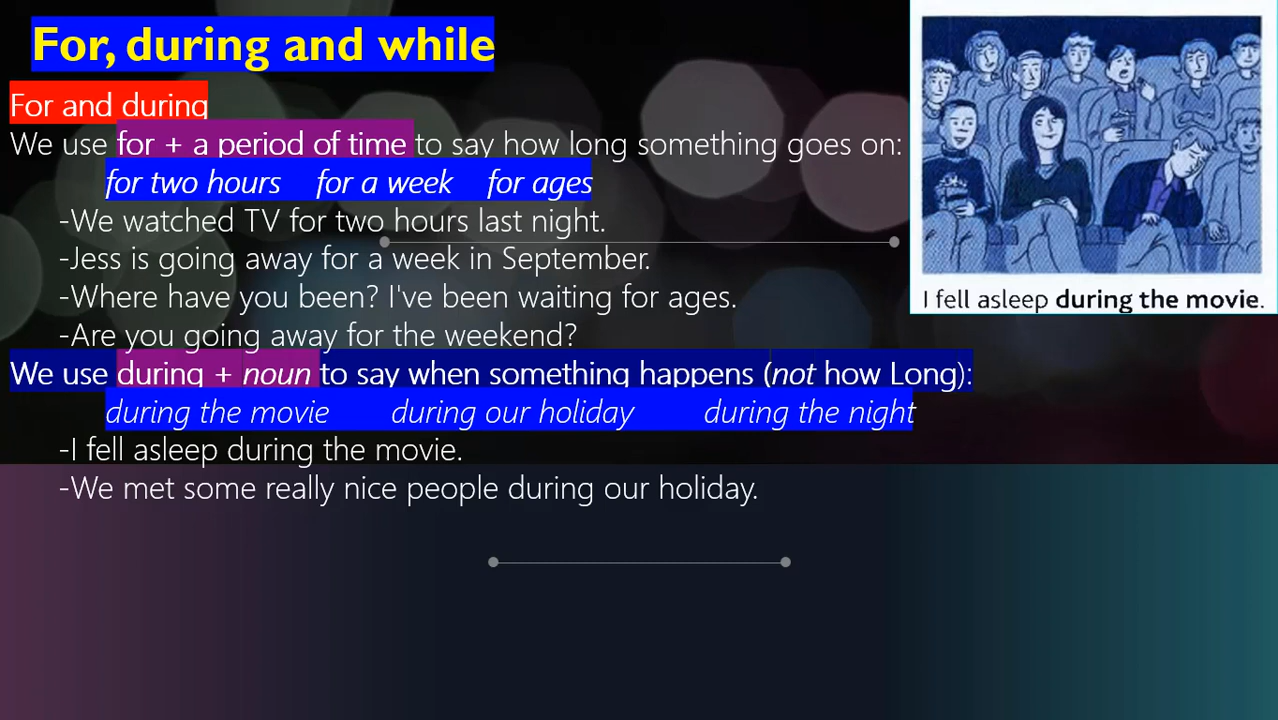 For, during and while
For and during
We use for + a period of time to say how long something goes on:
for two hours for a week for ages
-We watched TV for two hours last night.
-Jess is going away for a week in September.
-Where have you been? I've been waiting for ages.
-Are you going away for the weekend?
We use during + noun to say when something happens (not how Long):
during the movie during our holiday during the night
-I fell asleep during the movie.
-We met some really nice people during our holiday.
I fell asleep during the movie.